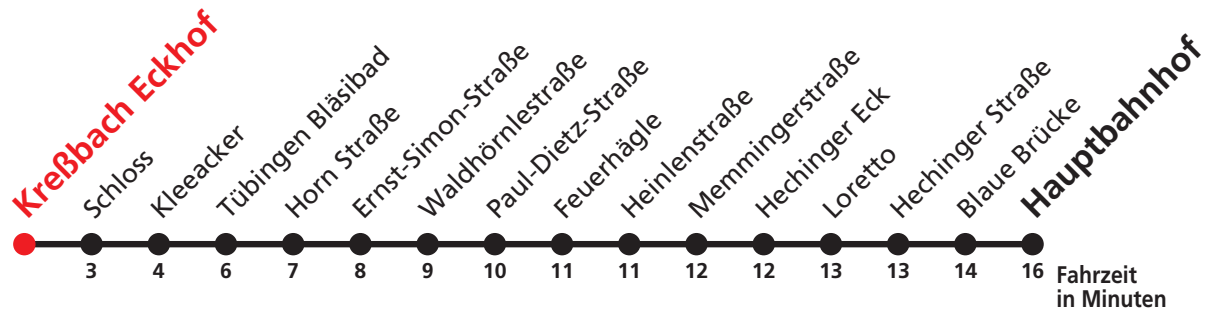 Kreßbach Eckhof
Schloss
Kleeacker
Tübingen Bläsibad
Horn Straße
Ernst-Simon-Straße
Waldhörnlestraße
Paul-Dietz-Straße
Feuerhägle
Heinlenstraße
Memmingerstraße
Hechinger Eck
Loretto
Hechinger Straße
Blaue Brücke
Hauptbahnhof
3 4 6 7 8 9 10 11 11 12 12 13 13 14 16 Fahrzeit
in Minuten